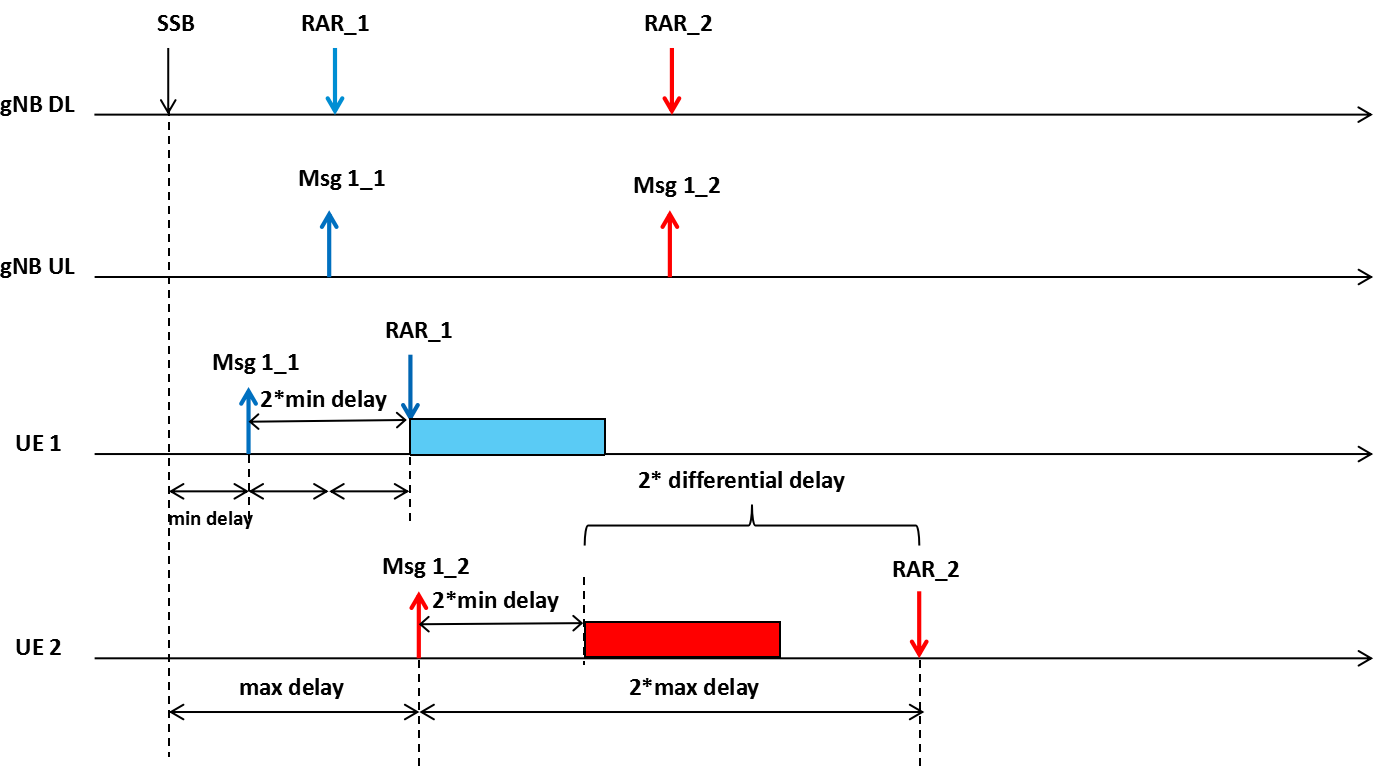 SSB
RAR_1
RAR_2
gNB DL
Msg 1_1
Msg 1_2
gNB UL
RAR_1
Msg 1_1
2*min delay
UE 1
2* differential delay
min delay
Msg 1_2
RAR_2
2*min delay
UE 2
max delay
2*max delay